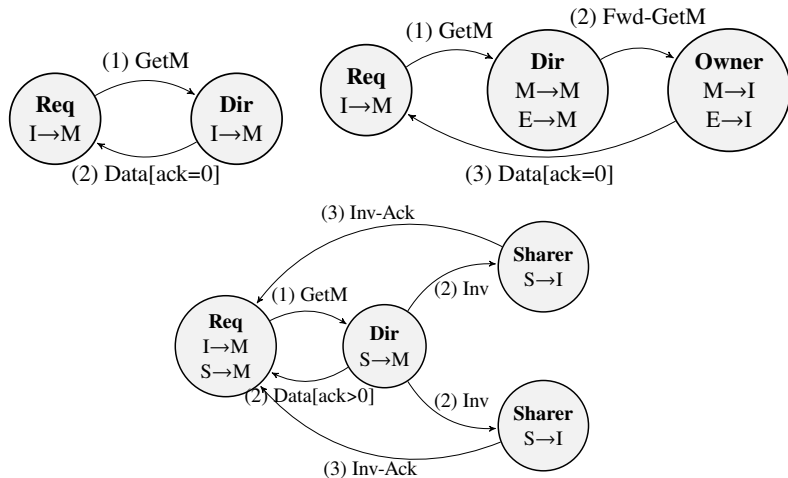 (1) GetM
Req
I→M
Dir
I→M
(2) Data[ack=0]
(1) GetM
(2) Fwd-GetM
Req
I→M
Dir
M→M
E→M
Owner
M→I
E→I
(3) Data[ack=0]
(3) Inv-Ack
Sharer
S→I
(1) GetM
(2) Inv
Req
I→M
S→M
Dir
S→M
(2) Data[ack>0]
(2) Inv
Sharer
S→I
(3) Inv-Ack